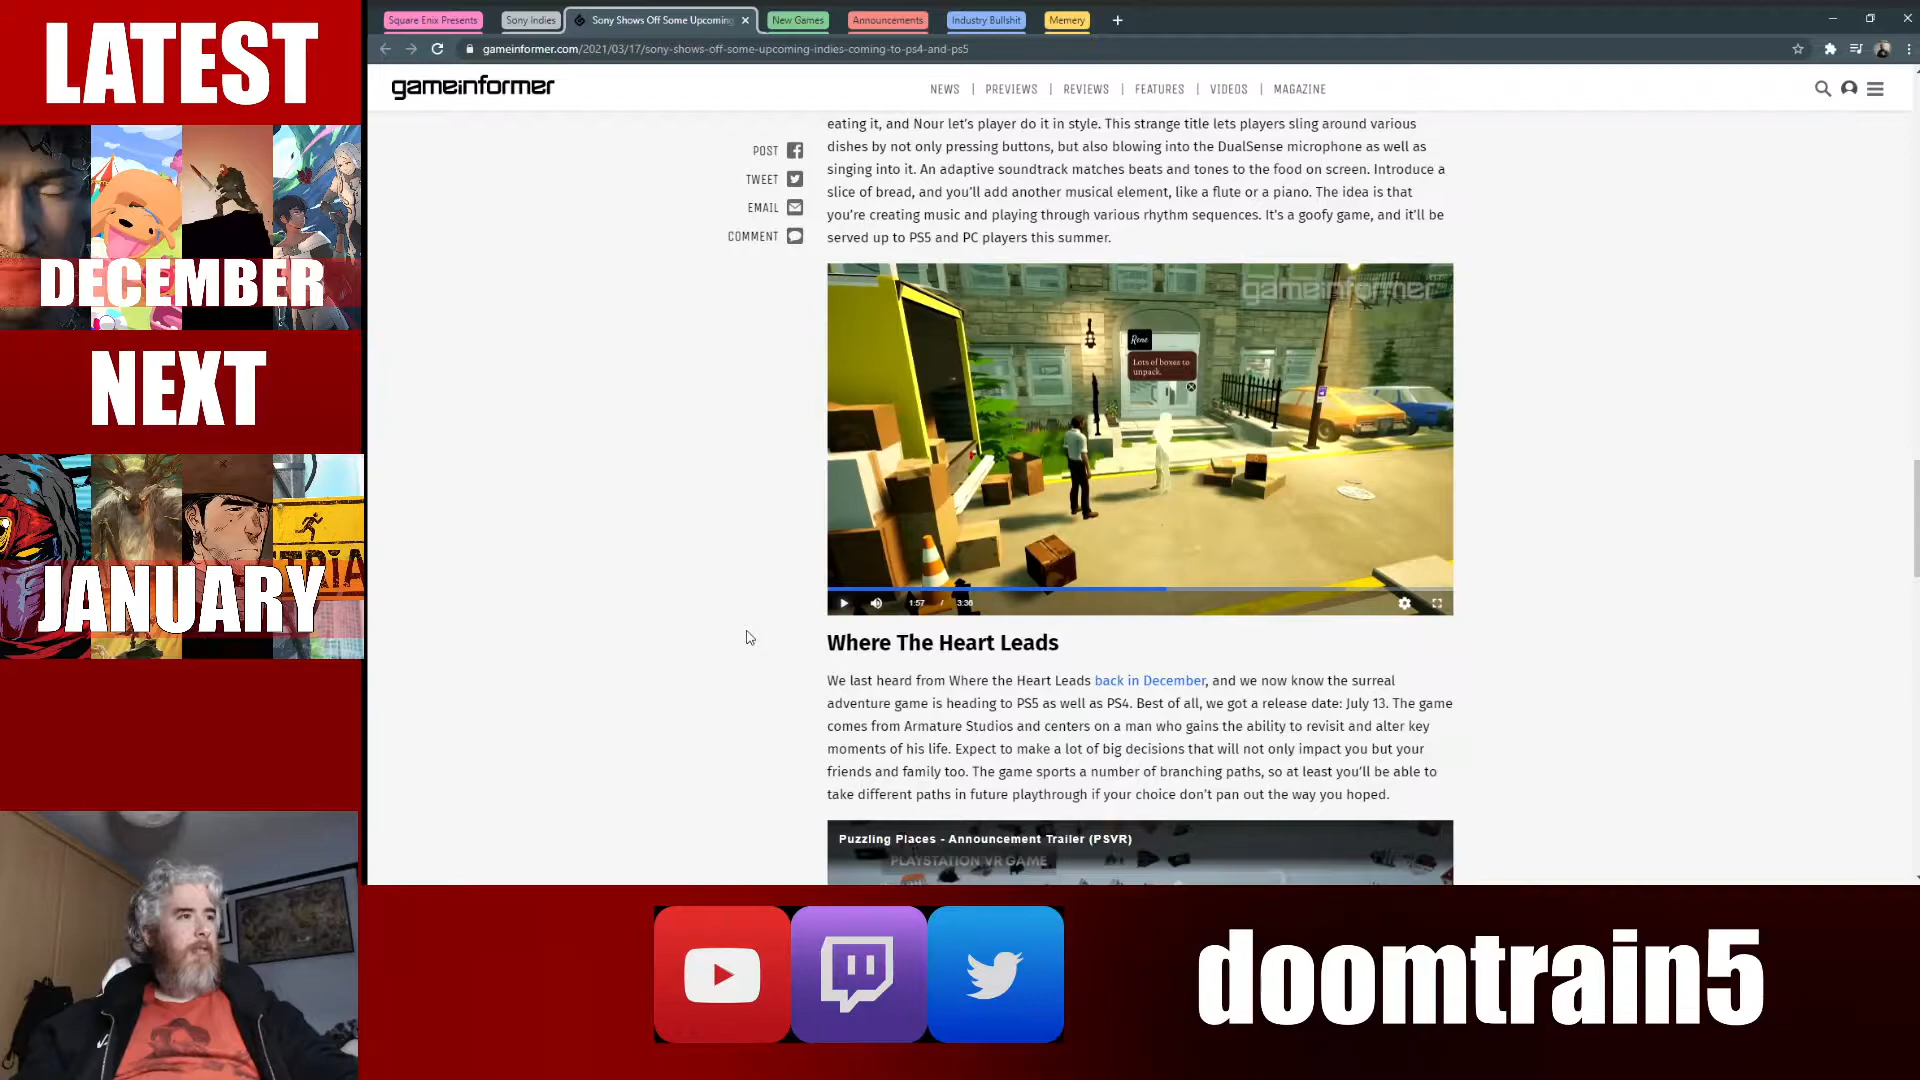 LATEST
DECEMBER
NEXT
JANUARY
Square Enix Presents
Sony Indies
Sony Shows Off Some Upcoming
New Games
Announcements
Industry Bullshit
Memery
gameinformer.com/2021/03/17/sony-shows-off-some-upcoming-indies-coming-to-ps4-and-ps5
gameinformer
NEWS | PREVIEWS | REVIEWS | FEATURES | VIDEOS | MAGAZINE
POST
TWEET
EMAIL
COMMENT
eating it, and Nour let's player do it in style. This strange title lets players sling around various
dishes by not only pressing buttons, but also blowing into the DualSense microphone as well as
singing into it. An adaptive soundtrack matches beats and tones to the food on screen. Introduce a
slice of bread, and you'll add another musical element, like a flute or a piano. The idea is that
you're creating music and playing through various rhythm sequences. It's a goofy game, and it'll be
served up to PS5 and PC players this summer.
gameinformer
Rene
Lots of boxes to
unpack.
1:57 / 3:36
Where The Heart Leads
We last heard from Where the Heart Leads back in December, and we now know the surreal
adventure game is heading to PS5 as well as PS4. Best of all, we got a release date: July 13. The game
comes from Armature Studios and centers on a man who gains the ability to revisit and alter key
moments of his life. Expect to make a lot of big decisions that will not only impact you but your
friends and family too. The game sports a number of branching paths, so at least you'll be able to
take different paths in future playthrough if your choice don't pan out the way you hoped.
Puzzling Places - Announcement Trailer (PSVR)
PLAYSTATION VR GAME
doomtrain5